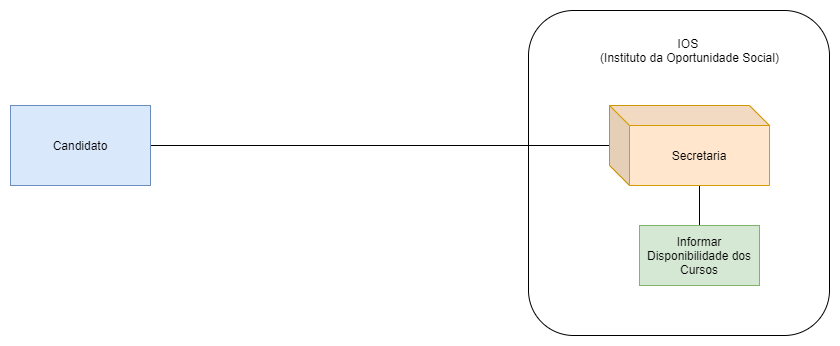 IOS
(Instituto da Oportunidade Social)
Candidato
Secretaria
Informar
Disponibilidade dos
Cursos